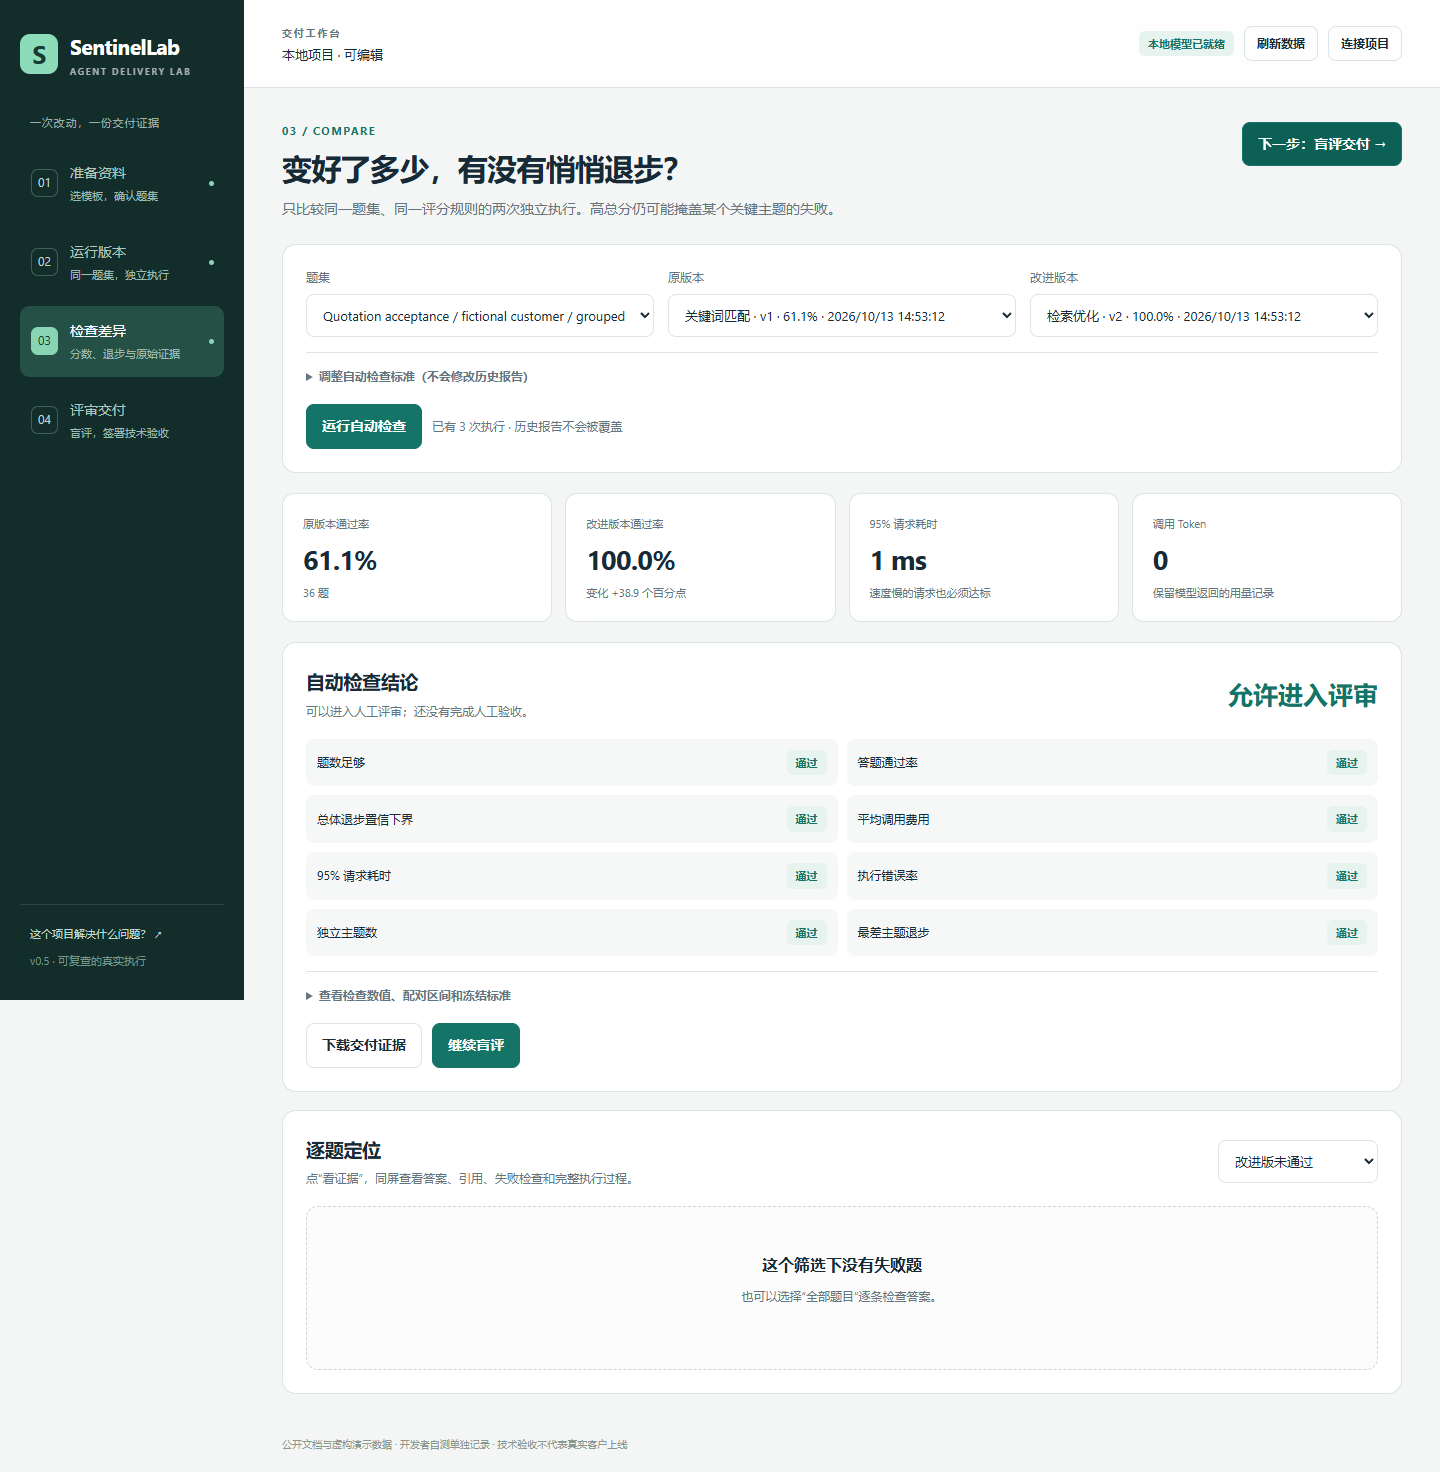 S
SentinelLab
AGENT DELIVERY LAB
一次改动，一份交付证据
01
准备资料
选模板，确认题集
02
运行版本
同一题集，独立执行
03
检查差异
分数、退步与原始证据
04
评审交付
盲评，签署技术验收
这个项目解决什么问题？ ↗
v0.5 · 可复查的真实执行
交付工作台
本地项目 · 可编辑
本地模型已就绪
刷新数据
连接项目
03 / COMPARE
变好了多少，有没有悄悄退步？
只比较同一题集、同一评分规则的两次独立执行。高总分仍可能掩盖某个关键主题的失败。
下一步：盲评交付 →
题集
原版本
改进版本
Quotation acceptance / fictional customer / grouped
关键词匹配 · v1 · 61.1% · 2026/10/13 14:53:12
检索优化 · v2 · 100.0% · 2026/10/13 14:53:12
▶ 调整自动检查标准（不会修改历史报告）
运行自动检查
已有 3 次执行 · 历史报告不会被覆盖
原版本通过率
61.1%
36 题
改进版本通过率
100.0%
变化 +38.9 个百分点
95% 请求耗时
1 ms
速度慢的请求也必须达标
调用 Token
0
保留模型返回的用量记录
自动检查结论
可以进入人工评审；还没有完成人工验收。
允许进入评审
题数足够 通过
答题通过率 通过
总体退步置信下界 通过
平均调用费用 通过
95% 请求耗时 通过
执行错误率 通过
独立主题数 通过
最差主题退步 通过
▶ 查看检查数值、配对区间和冻结标准
下载交付证据
继续盲评
逐题定位
点“看证据”，同屏查看答案、引用、失败检查和完整执行过程。
改进版未通过
这个筛选下没有失败题
也可以选择“全部题目”逐条检查答案。
公开文档与虚构演示数据 · 开发者自测单独记录 · 技术验收不代表真实客户上线